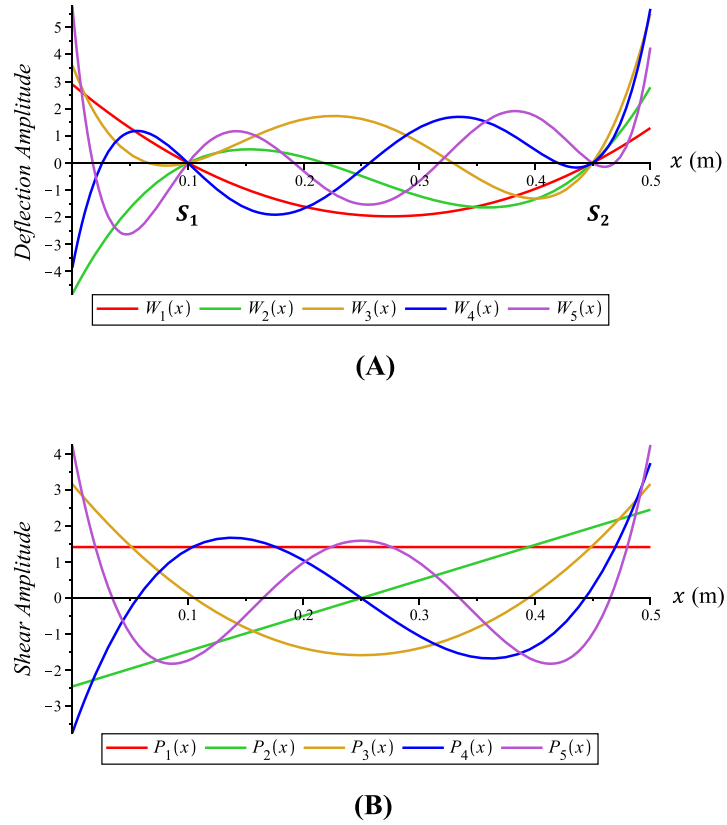 Deflection Amplitude
5
4
3
2
1
0
−1
−2
−3
−4
0.1
0.2
0.3
0.4
0.5
x (m)
S₁
S₂
W₁(x) W₂(x) W₃(x) W₄(x) W₅(x)
(A)
Shear Amplitude
4
3
2
1
0
−1
−2
−3
0.1
0.2
0.3
0.4
0.5
x (m)
P₁(x) P₂(x) P₃(x) P₄(x) P₅(x)
(B)